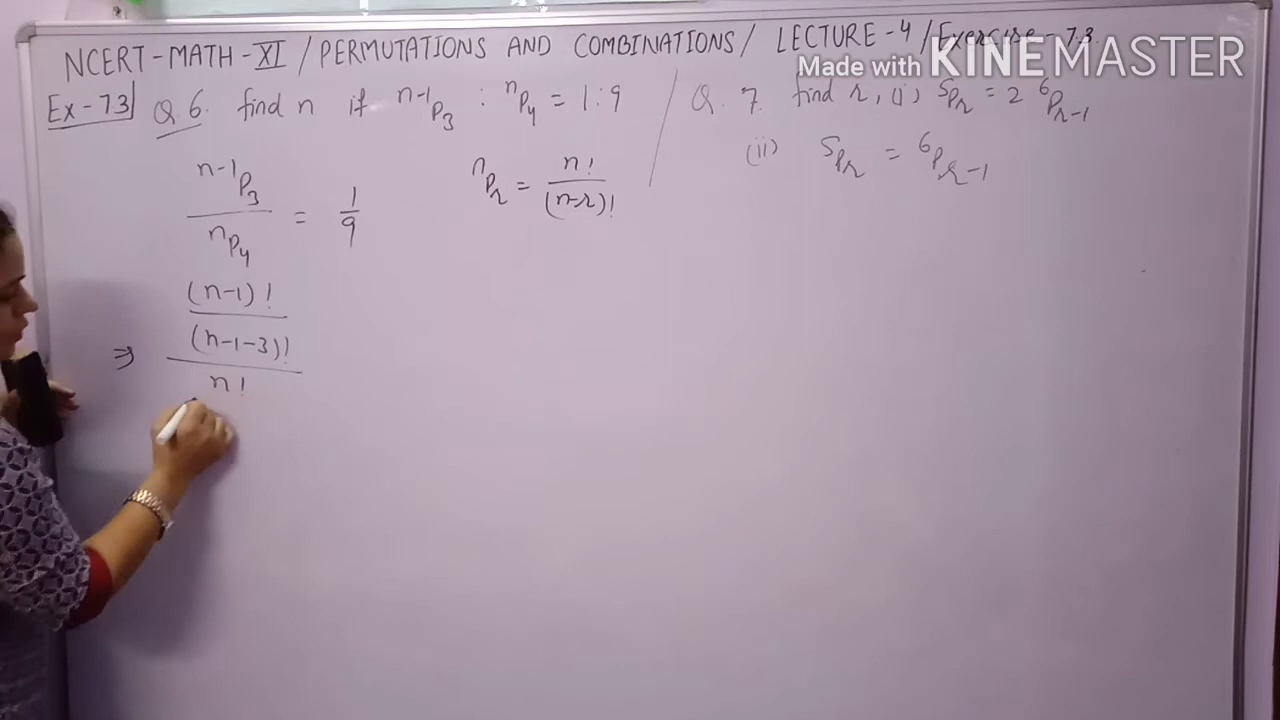 NCERT-MATH-XI / PERMUTATIONS AND COMBINATIONS / LECTURE-4 / Exercise-7.3
Made with KINEMASTER
Ex-7.3 Q 6. find n if n-1P3 : nP4 = 1:9
Q. 7. find r, (i) 5Pr = 2 6Pr-1
(ii) 5Pr = 6Pr-1
n-1P3 / nP4 = 1/9
nPr = n! / (n-r)!
⇒ (n-1)!
(n-1-3)!
n!